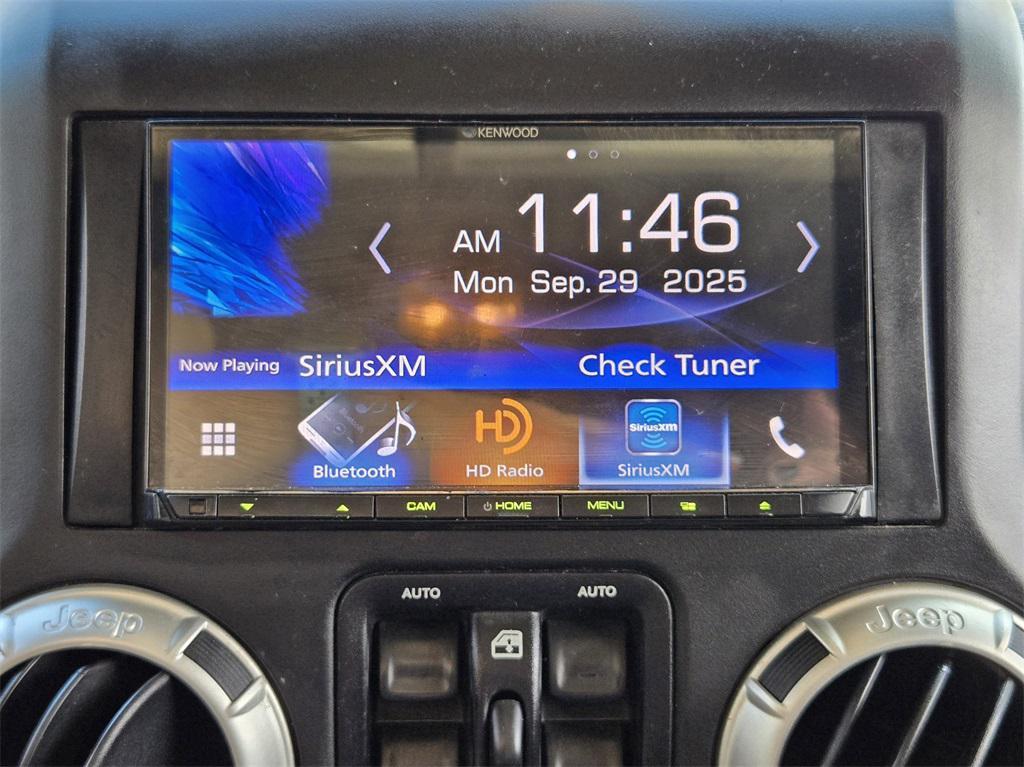 KENWOOD
AM 11:46
Mon Sep. 29 2025
Now Playing SiriusXM Check Tuner
SiriusXM
Bluetooth HD Radio SiriusXM
CAM HOME MENU
AUTO AUTO
Jeep Jeep